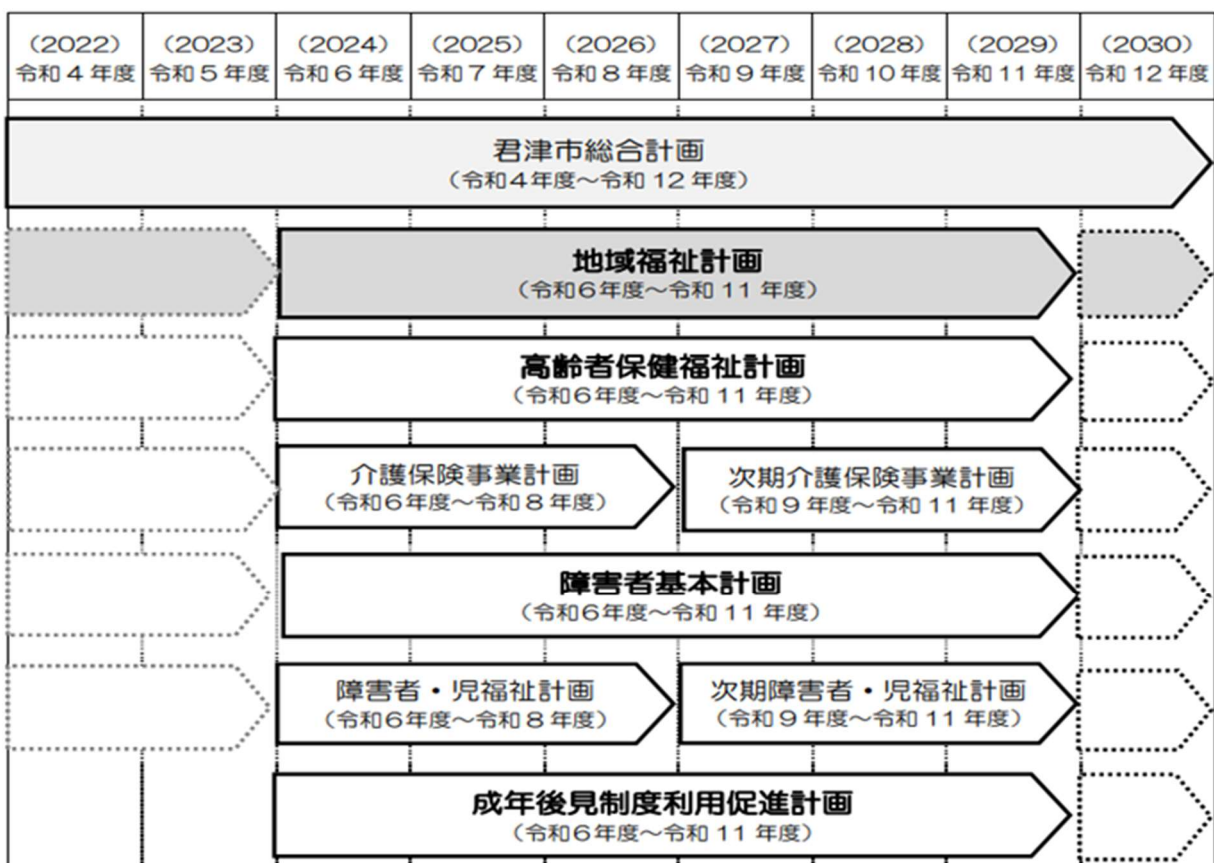 (2022) (2023) (2024) (2025) (2026) (2027) (2028) (2029) (2030)
令和4年度 令和5年度 令和6年度 令和7年度 令和8年度 令和9年度 令和10年度 令和11年度 令和12年度
君津市総合計画
(令和4年度~令和12年度)
地域福祉計画
(令和6年度~令和11年度)
高齢者保健福祉計画
(令和6年度~令和11年度)
介護保険事業計画 次期介護保険事業計画
(令和6年度~令和8年度) (令和9年度~令和11年度)
障害者基本計画
(令和6年度~令和11年度)
障害者・児福祉計画 次期障害者・児福祉計画
(令和6年度~令和8年度) (令和9年度~令和11年度)
成年後見制度利用促進計画
(令和6年度~令和11年度)